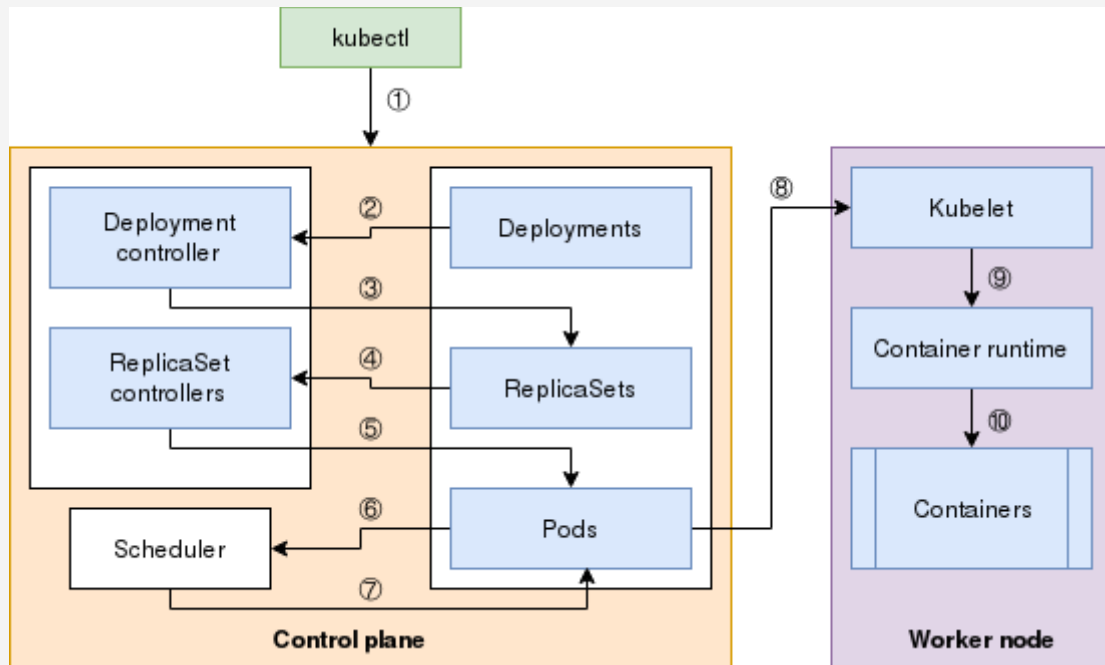 kubectl
①
Deployment
controller
②
Deployments
③
ReplicaSet
controllers
④
ReplicaSets
⑤
Scheduler
⑥
Pods
⑦
Control plane
⑧
Kubelet
⑨
Container runtime
⑩
Containers
Worker node